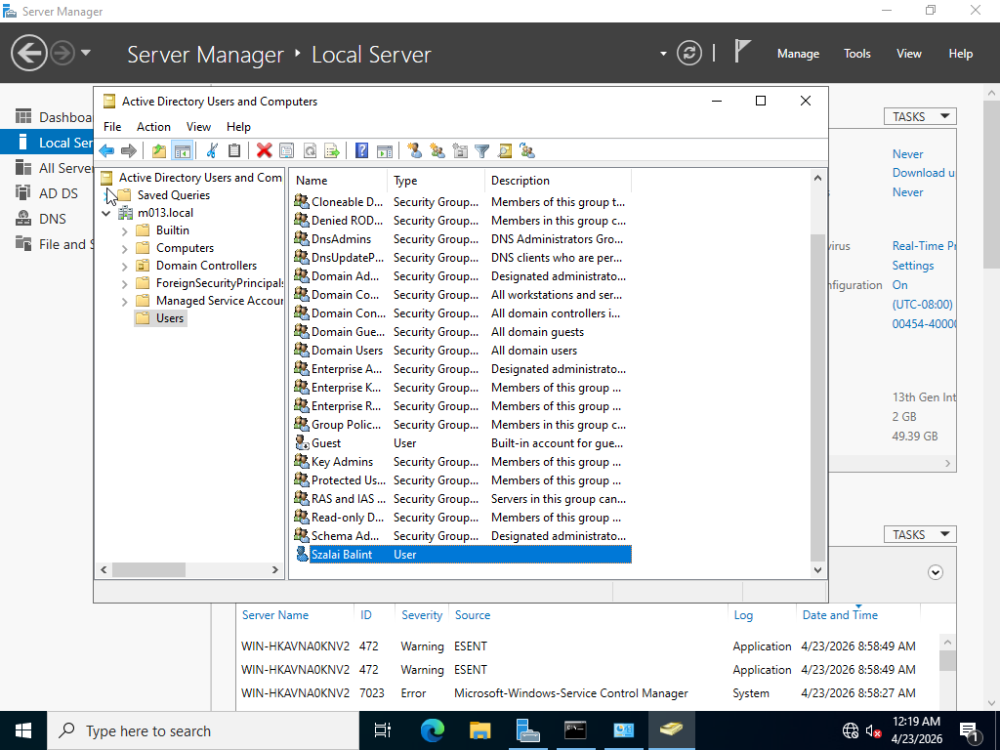 Server Manager
Server Manager ‣ Local Server
Manage Tools View Help
Dashboa
Local Ser
All Server
AD DS
DNS
File and S
Active Directory Users and Computers
File Action View Help
Active Directory Users and Com
Saved Queries
m013.local
Builtin
Computers
Domain Controllers
ForeignSecurityPrincipals
Managed Service Accour
Users
Name Type Description
Cloneable D... Security Group... Members of this group t...
Denied ROD... Security Group... Members in this group c...
DnsAdmins Security Group... DNS Administrators Gro...
DnsUpdateP... Security Group... DNS clients who are per...
Domain Ad... Security Group... Designated administrato...
Domain Co... Security Group... All workstations and ser...
Domain Con... Security Group... All domain controllers i...
Domain Gue... Security Group... All domain guests
Domain Users Security Group... All domain users
Enterprise A... Security Group... Designated administrato...
Enterprise K... Security Group... Members of this group ...
Enterprise R... Security Group... Members of this group ...
Group Polic... Security Group... Members in this group c...
Guest User Built-in account for gue...
Key Admins Security Group... Members of this group ...
Protected Us... Security Group... Members of this group ...
RAS and IAS ... Security Group... Servers in this group can...
Read-only D... Security Group... Members of this group ...
Schema Ad... Security Group... Designated administrato...
Szalai Balint User
TASKS
Never
Download u
Never
virus Real-Time Pr
Settings
nfiguration On
(UTC-08:00)
00454-40000
13th Gen Int
2 GB
49.39 GB
TASKS
Server Name ID Severity Source Log Date and Time
WIN-HKAVNA0KNV2 472 Warning ESENT Application 4/23/2026 8:58:49 AM
WIN-HKAVNA0KNV2 472 Warning ESENT Application 4/23/2026 8:58:49 AM
WIN-HKAVNA0KNV2 7023 Error Microsoft-Windows-Service Control Manager System 4/23/2026 8:58:27 AM
Type here to search
12:19 AM
4/23/2026
1